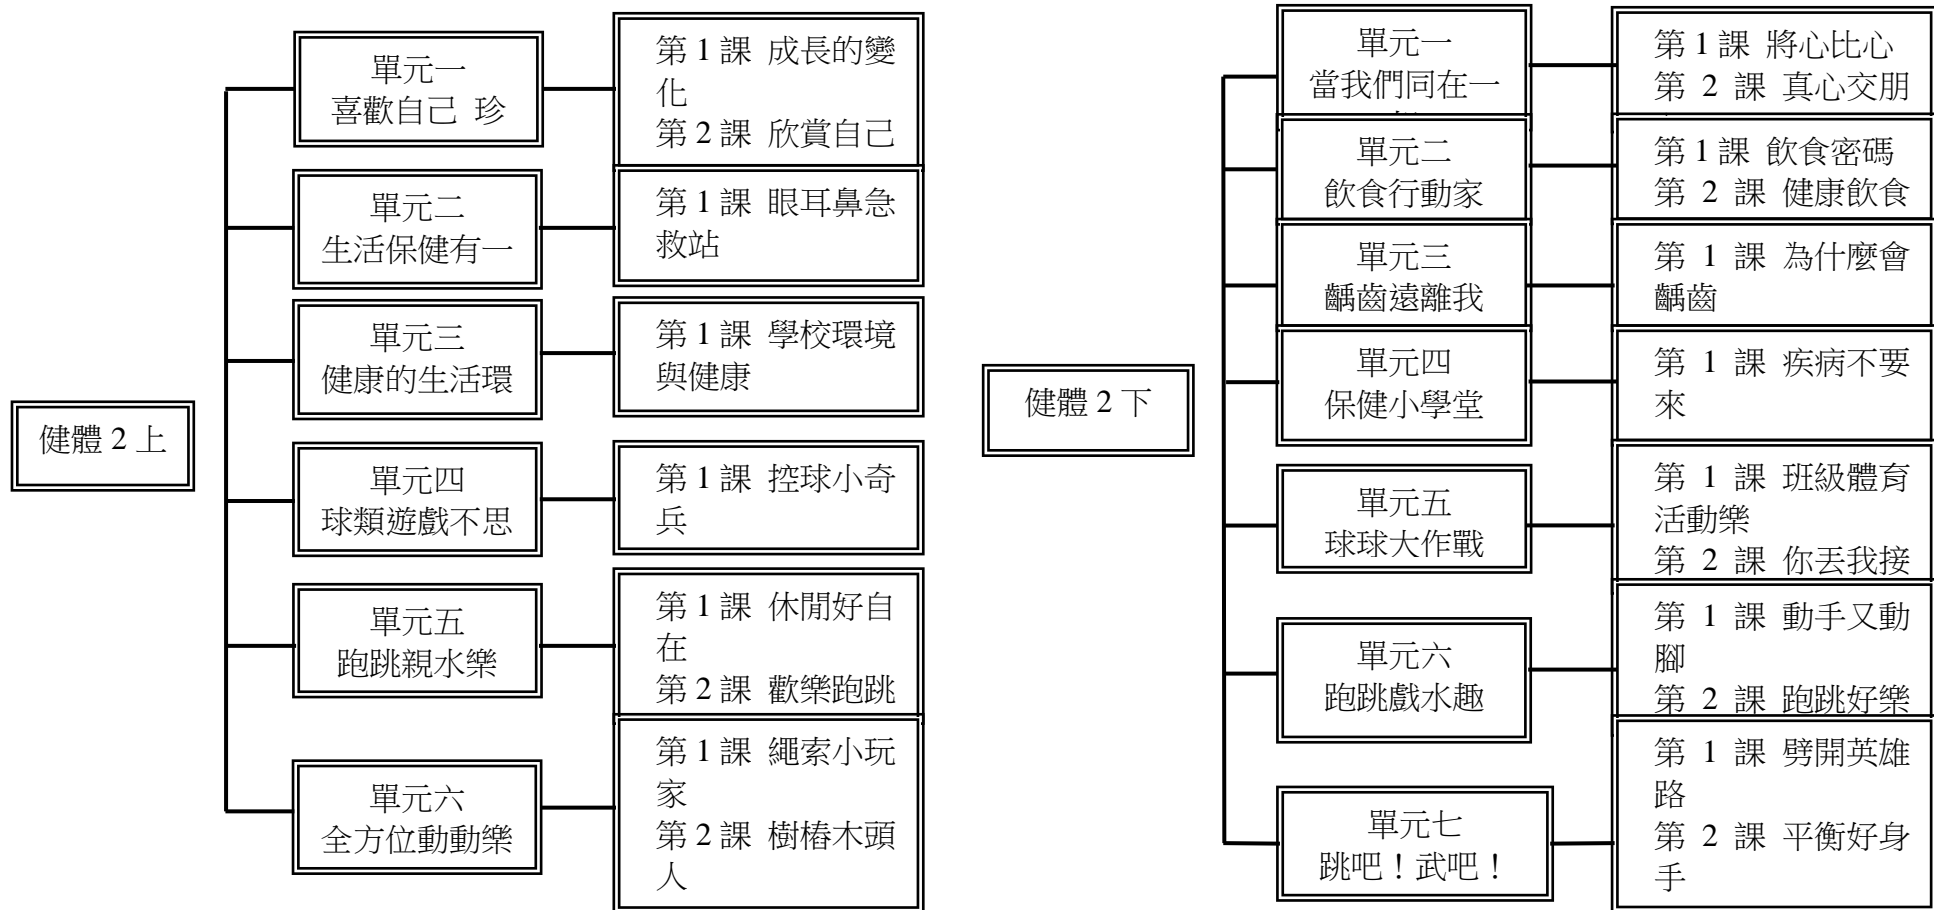 健體 2 上
單元一
喜歡自己 珍
第 1 課 成長的變
化
第 2 課 欣賞自己
單元二
生活保健有一
第 1 課 眼耳鼻急
救站
單元三
健康的生活環
第 1 課 學校環境
與健康
單元四
球類遊戲不思
第 1 課 控球小奇
兵
單元五
跑跳親水樂
第 1 課 休閒好自
在
第 2 課 歡樂跑跳
單元六
全方位動動樂
第 1 課 繩索小玩
家
第 2 課 樹樁木頭
人
健體 2 下
單元一
當我們同在一
第 1 課 將心比心
第 2 課 真心交朋
單元二
飲食行動家
第 1 課 飲食密碼
第 2 課 健康飲食
單元三
齲齒遠離我
第 1 課 為什麼會
齲齒
單元四
保健小學堂
第 1 課 疾病不要
來
單元五
球球大作戰
第 1 課 班級體育
活動樂
第 2 課 你丟我接
單元六
跑跳戲水趣
第 1 課 動手又動
腳
第 2 課 跑跳好樂
單元七
跳吧！武吧！
第 1 課 劈開英雄
路
第 2 課 平衡好身
手